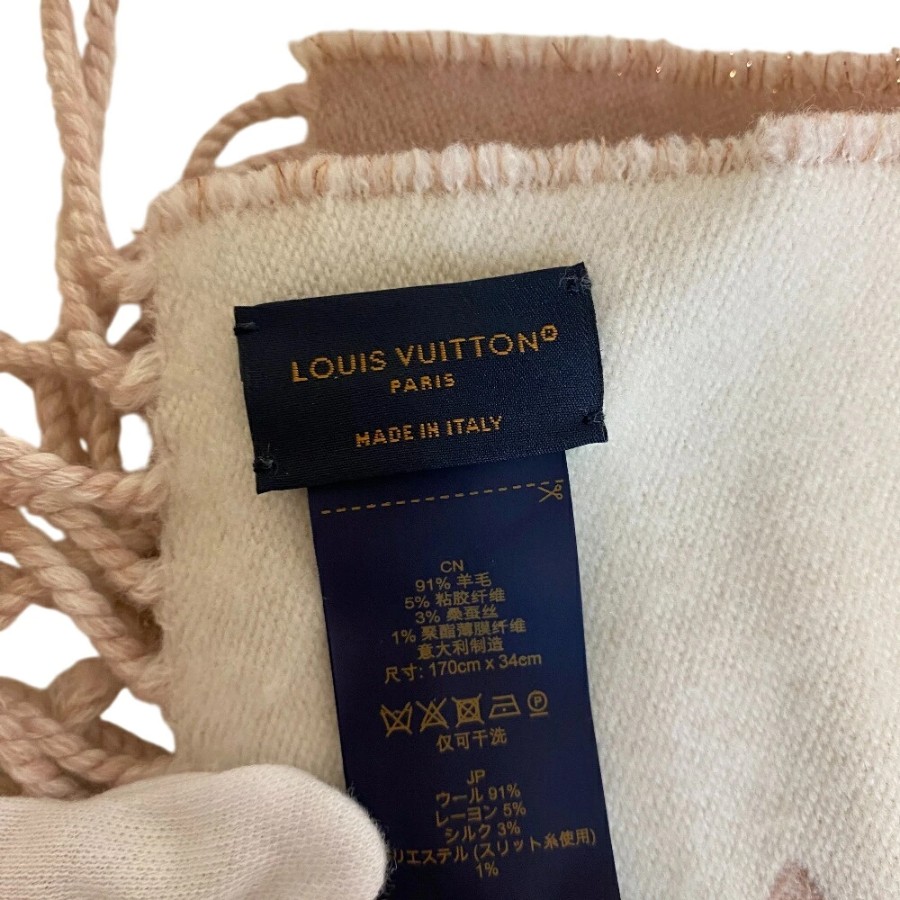 LOUIS VUITTON®
PARIS
MADE IN ITALY
CN
91% 羊毛
5% 粘胶纤维
3% 桑蚕丝
1% 聚酯薄膜纤维
意大利制造
尺寸: 170cm x 34cm
P
仅可干洗
JP
ウール 91%
レーヨン 5%
シルク 3%
リエステル (スリット糸使用)
1%